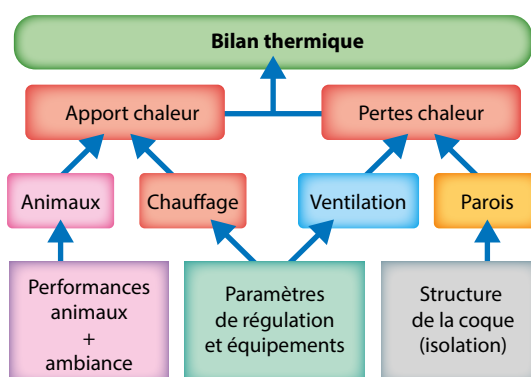 Bilan thermique
Apport chaleur
Pertes chaleur
Animaux
Chauffage
Ventilation
Parois
Performances
animaux
+
ambiance
Paramètres
de régulation
et équipements
Structure
de la coque
(isolation)